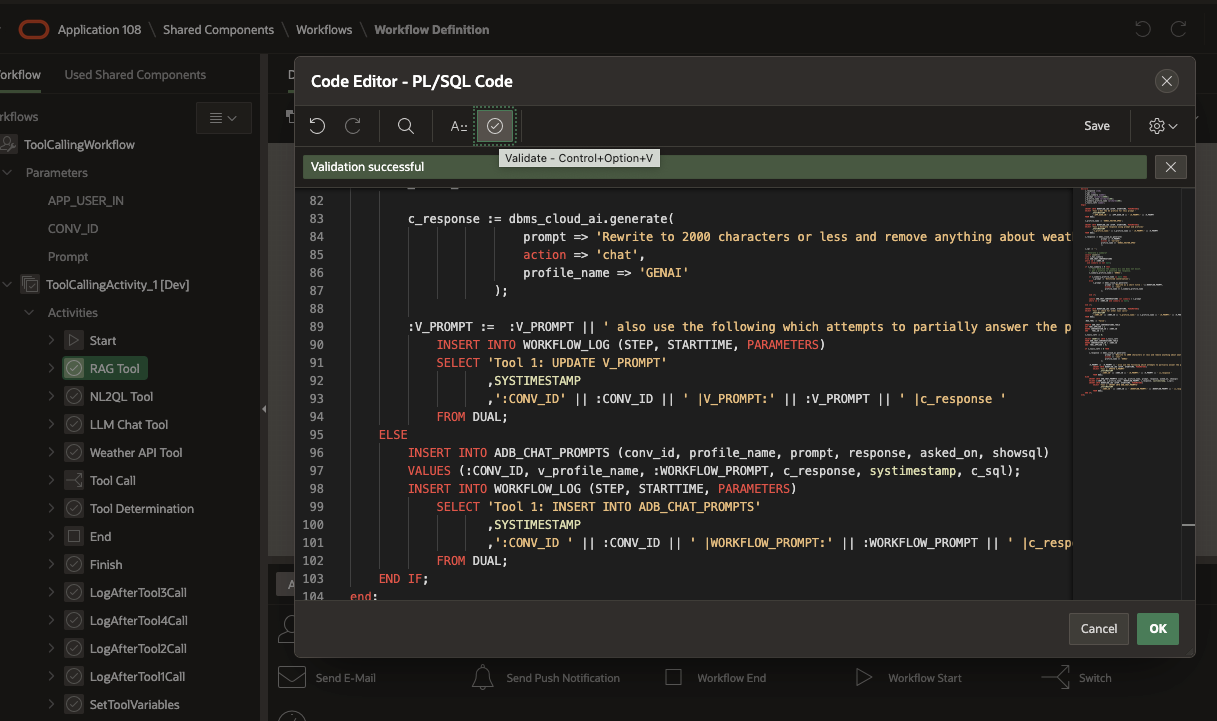 Application 108 \ Shared Components \ Workflows \ Workflow Definition
orkflow Used Shared Components
rkflows
ToolCallingWorkflow
Parameters
APP_USER_IN
CONV_ID
Prompt
ToolCallingActivity_1 [Dev]
Activities
Start
RAG Tool
NL2QL Tool
LLM Chat Tool
Weather API Tool
Tool Call
Tool Determination
End
Finish
LogAfterTool3Call
LogAfterTool4Call
LogAfterTool2Call
LogAfterTool1Call
SetToolVariables
D
Code Editor - PL/SQL Code
Save
Validate - Control+Option+V
Validation successful
82
83 c_response := dbms_cloud_ai.generate(
84 prompt => 'Rewrite to 2000 characters or less and remove anything about weat
85 action => 'chat',
86 profile_name => 'GENAI'
87 );
88
89 :V_PROMPT :=  :V_PROMPT || ' also use the following which attempts to partially answer the p
90 INSERT INTO WORKFLOW_LOG (STEP, STARTTIME, PARAMETERS)
91 SELECT 'Tool 1: UPDATE V_PROMPT'
92 ,SYSTIMESTAMP
93 ,':CONV_ID' || :CONV_ID || ' |V_PROMPT:' || :V_PROMPT || ' |c_response '
94 FROM DUAL;
95 ELSE
96 INSERT INTO ADB_CHAT_PROMPTS (conv_id, profile_name, prompt, response, asked_on, showsql)
97 VALUES (:CONV_ID, v_profile_name, :WORKFLOW_PROMPT, c_response, systimestamp, c_sql);
98 INSERT INTO WORKFLOW_LOG (STEP, STARTTIME, PARAMETERS)
99 SELECT 'Tool 1: INSERT INTO ADB_CHAT_PROMPTS'
100 ,SYSTIMESTAMP
101 ,':CONV_ID ' || :CONV_ID || ' |WORKFLOW_PROMPT:' || :WORKFLOW_PROMPT || ' |c_resp
102 FROM DUAL;
103 END IF;
104 end;
A
Cancel OK
Send E-Mail Send Push Notification Workflow End Workflow Start Switch